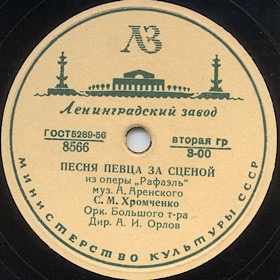 ЛЗ
Ленинградский завод
ГОСТ5289-56
8566
вторая гр
8-00
ПЕСНЯ ПЕВЦА ЗА СЦЕНОЙ
из оперы „Рафаэль"
муз. А. Аренского
С. М. Хромченко
Орк. Большого т-ра
Дир. А. И. Орлов
МИНИСТЕРСТВО КУЛЬТУРЫ СССР